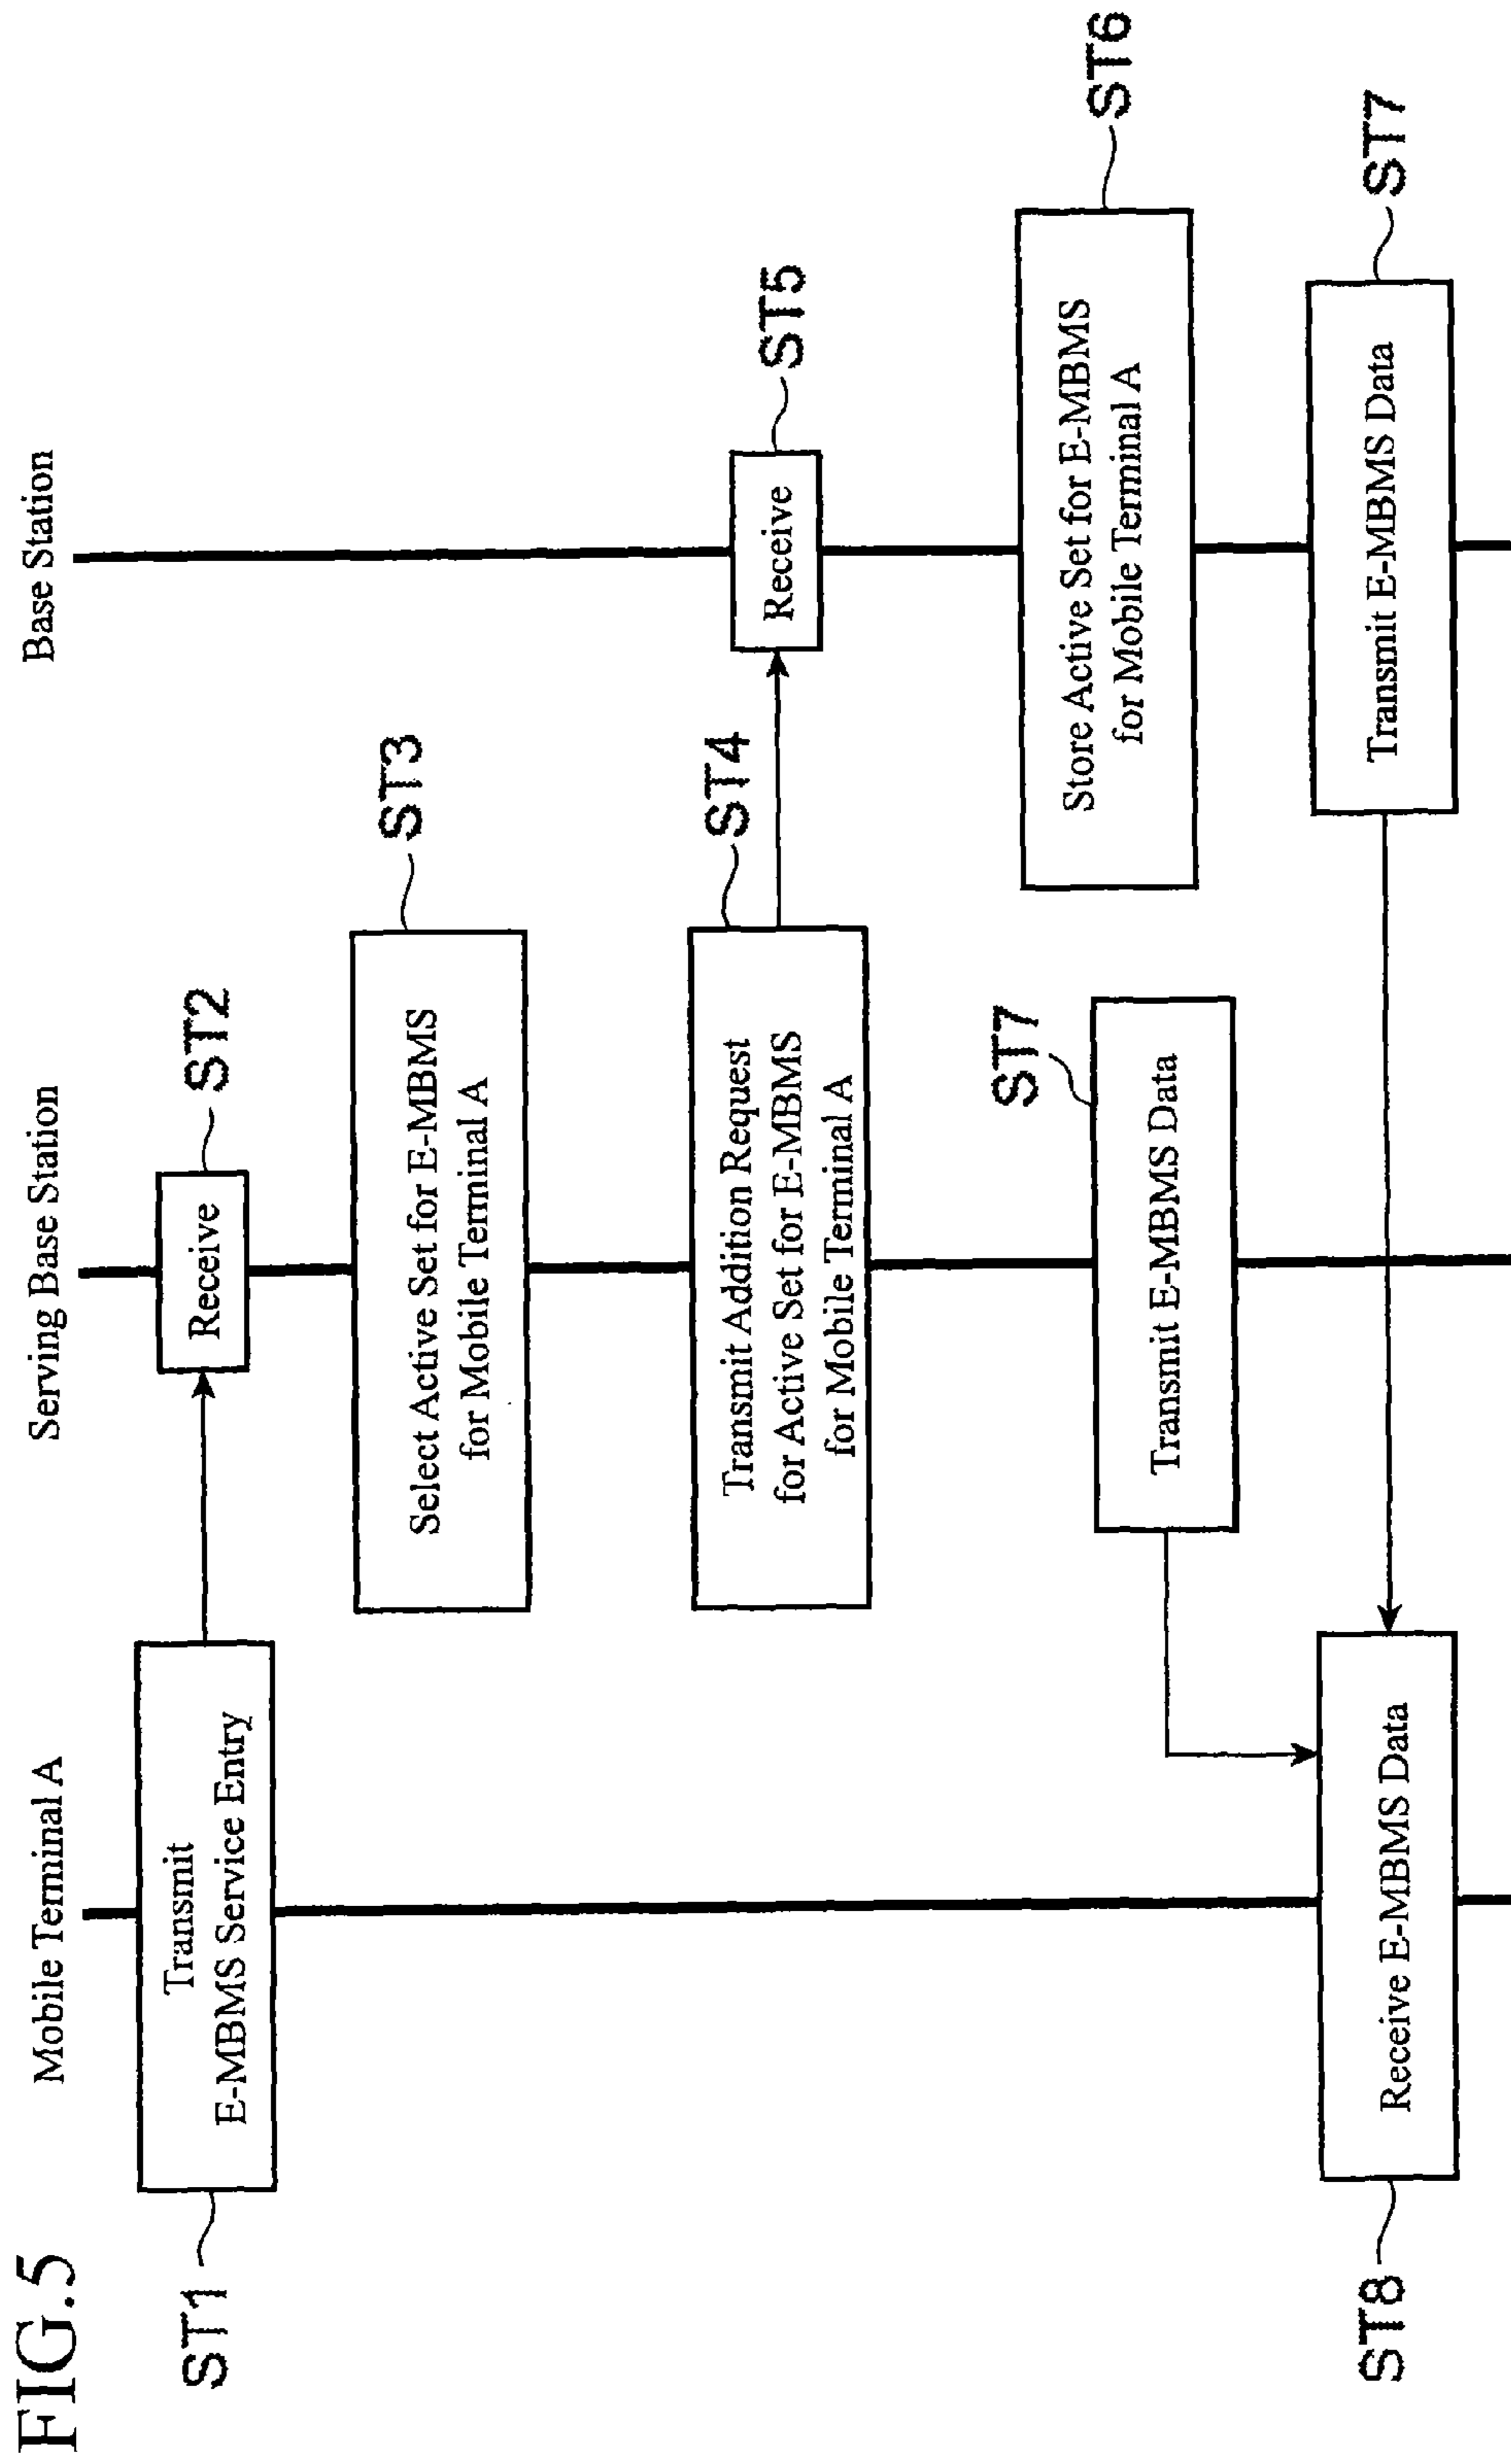 FIG.5
Mobile Terminal A
Serving Base Station
Base Station
ST1
Transmit
E-MBMS Service Entry
Receive
ST2
Select Active Set for E-MBMS
for Mobile Terminal A
ST3
Transmit Addition Request
for Active Set for E-MBMS
for Mobile Terminal A
ST4
Receive
ST5
Store Active Set for E-MBMS
for Mobile Terminal A
ST6
Transmit E-MBMS Data
ST7
Transmit E-MBMS Data
ST7
ST8
Receive E-MBMS Data